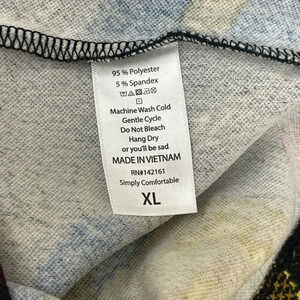 95 % Polyester
5 % Spandex
Machine Wash Cold
Gentle Cycle
Do Not Bleach
Hang Dry
or you'll be sad
MADE IN VIETNAM
RN#142161
Simply Comfortable
XL